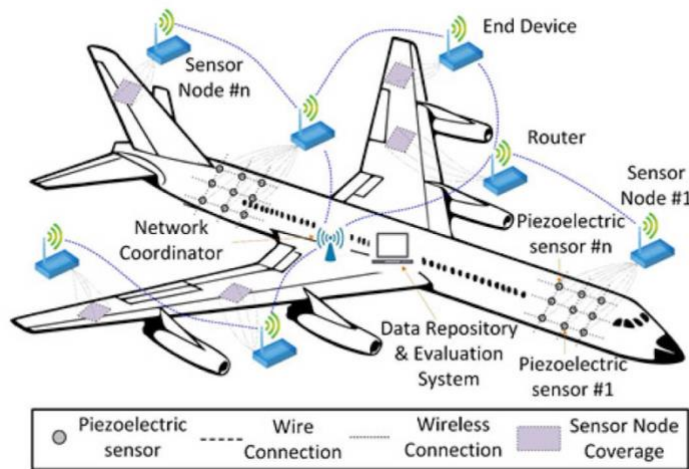 End Device
Sensor
Node #n
Router
Sensor
Node #1
Network
Coordinator
Piezoelectric
sensor #n
Data Repository
& Evaluation
System
Piezoelectric
sensor #1
Piezoelectric
sensor
Wire
Connection
Wireless
Connection
Sensor Node
Coverage